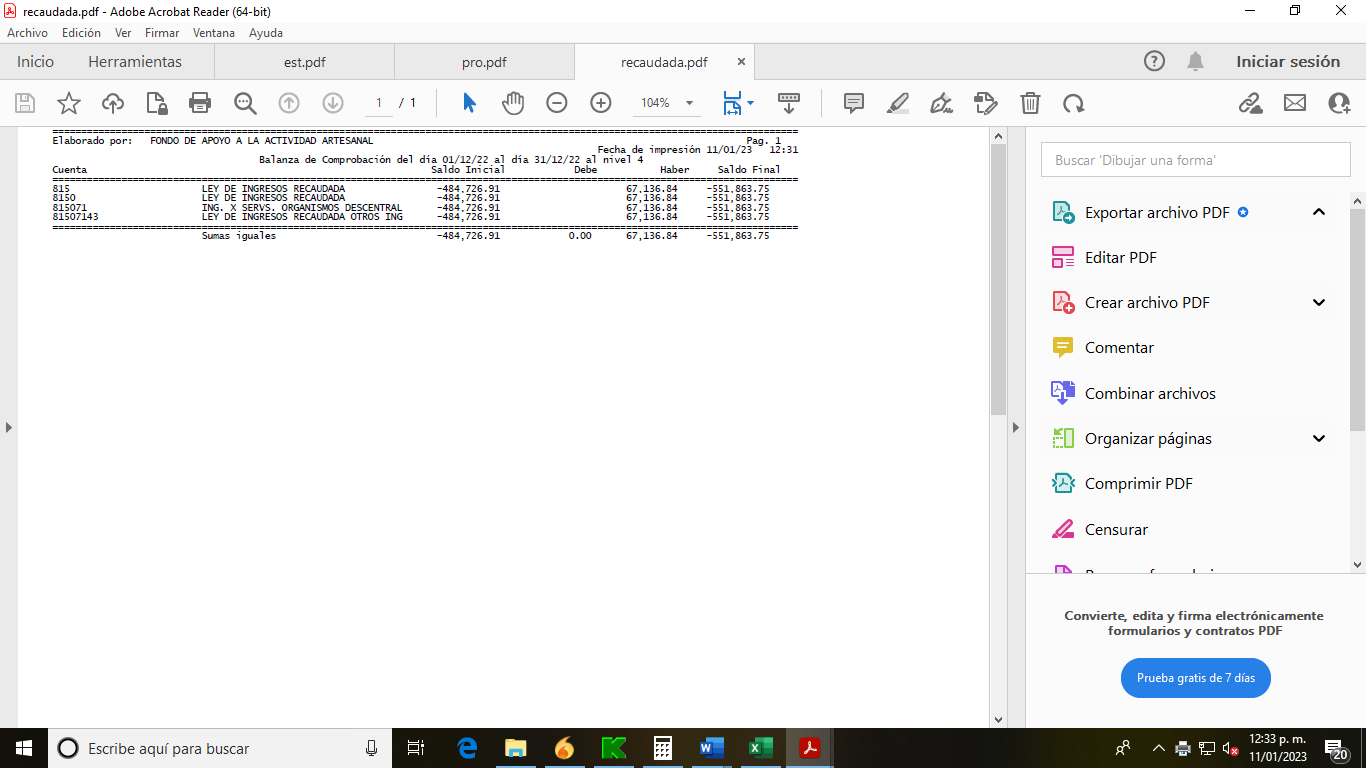 recaudada.pdf - Adobe Acrobat Reader (64-bit)
Archivo Edición Ver Firmar Ventana Ayuda
Inicio Herramientas est.pdf pro.pdf recaudada.pdf × Iniciar sesión
1 / 1 104%
Elaborado por: FONDO DE APOYO A LA ACTIVIDAD ARTESANAL Pag. 1
Fecha de impresión 11/01/23 12:31
Balanza de Comprobación del día 01/12/22 al día 31/12/22 al nivel 4
Cuenta Saldo Inicial Debe Haber Saldo Final
815 LEY DE INGRESOS RECAUDADA -484,726.91 67,136.84 -551,863.75
8150 LEY DE INGRESOS RECAUDADA -484,726.91 67,136.84 -551,863.75
815071 ING. X SERVS. ORGANISMOS DESCENTRAL -484,726.91 67,136.84 -551,863.75
81507143 LEY DE INGRESOS RECAUDADA OTROS ING -484,726.91 67,136.84 -551,863.75
Sumas iguales -484,726.91 0.00 67,136.84 -551,863.75
Buscar 'Dibujar una forma'
Exportar archivo PDF
Editar PDF
Crear archivo PDF
Comentar
Combinar archivos
Organizar páginas
Comprimir PDF
Censurar
Convierte, edita y firma electrónicamente
formularios y contratos PDF
Prueba gratis de 7 días
Escribe aquí para buscar
12:33 p. m.
11/01/2023
20